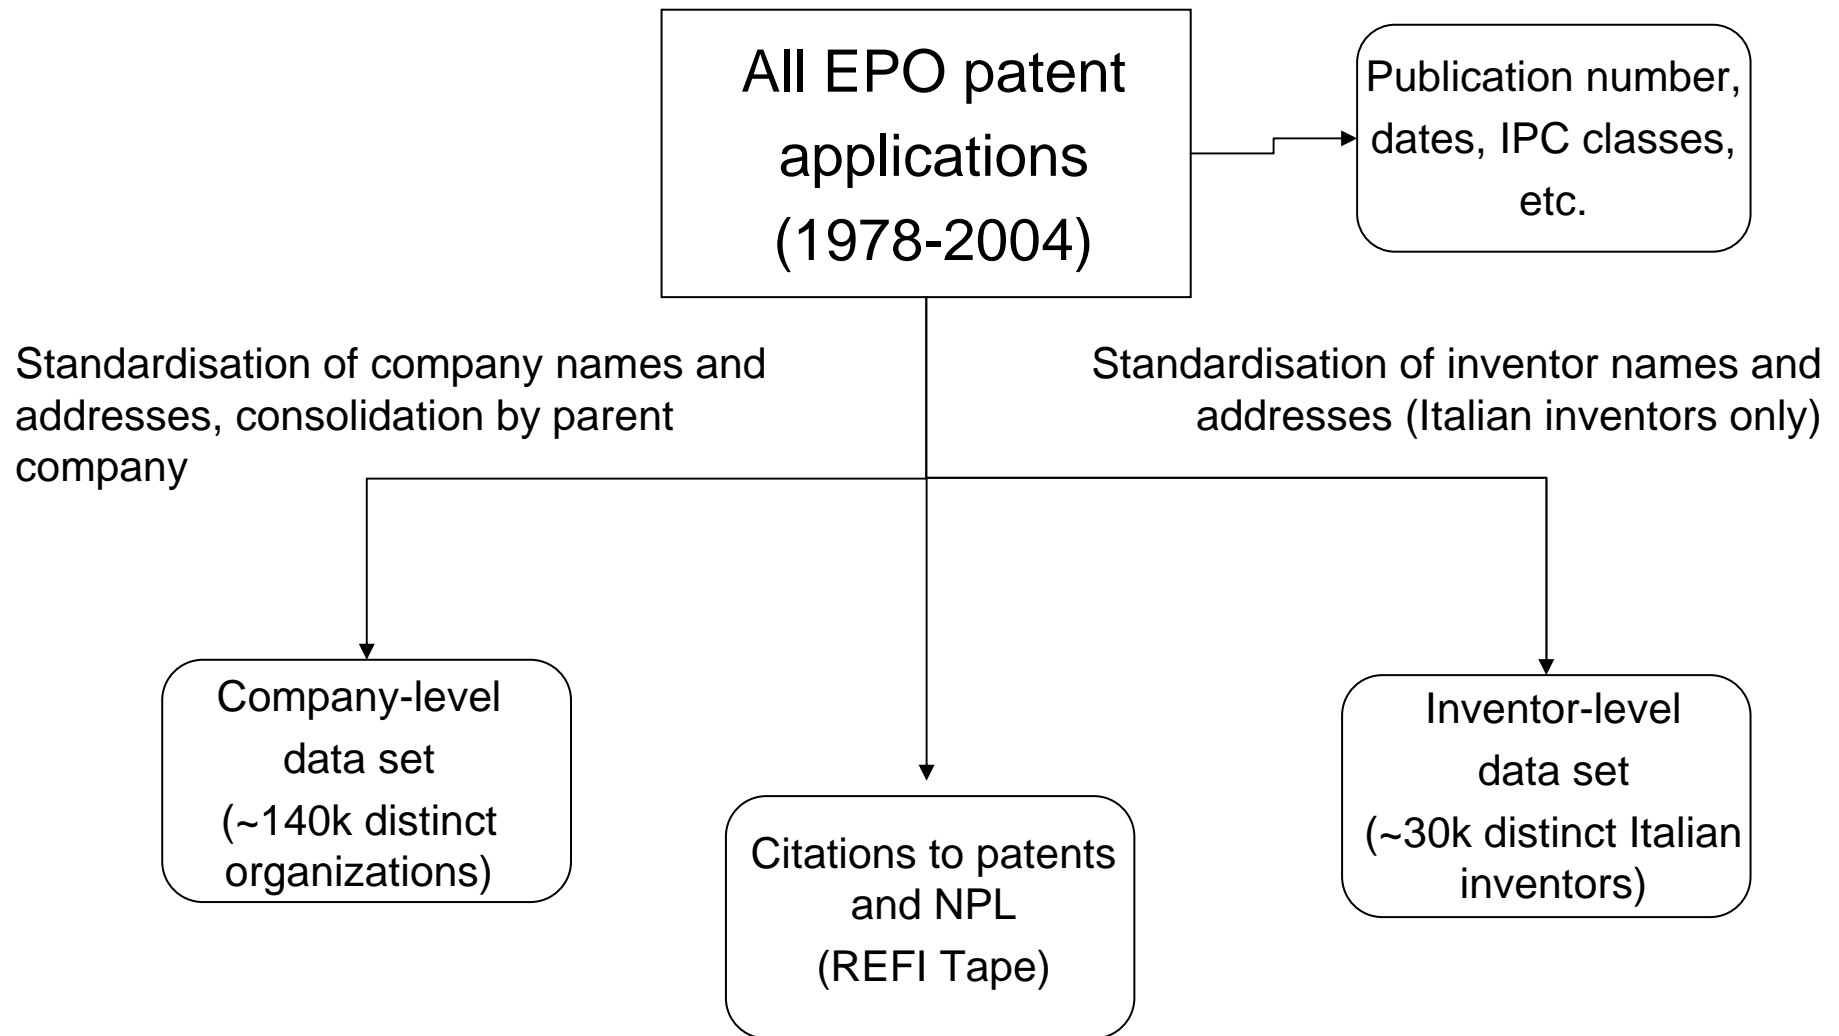 All EPO patent
applications
(1978-2004)
Publication number,
dates, IPC classes,
etc.
Standardisation of company names and
addresses, consolidation by parent
company
Standardisation of inventor names and
addresses (Italian inventors only)
Company-level
data set
(~140k distinct
organizations)
Citations to patents
and NPL
(REFI Tape)
Inventor-level
data set
(~30k distinct Italian
inventors)